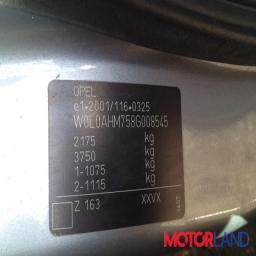 OPEL
e1*2001/116*0325
W0L0AHM758G008545
2175 kg
3750 kg
1-1075 kg
2-1115 kg
Z 163 XXVX
MOTORLAND